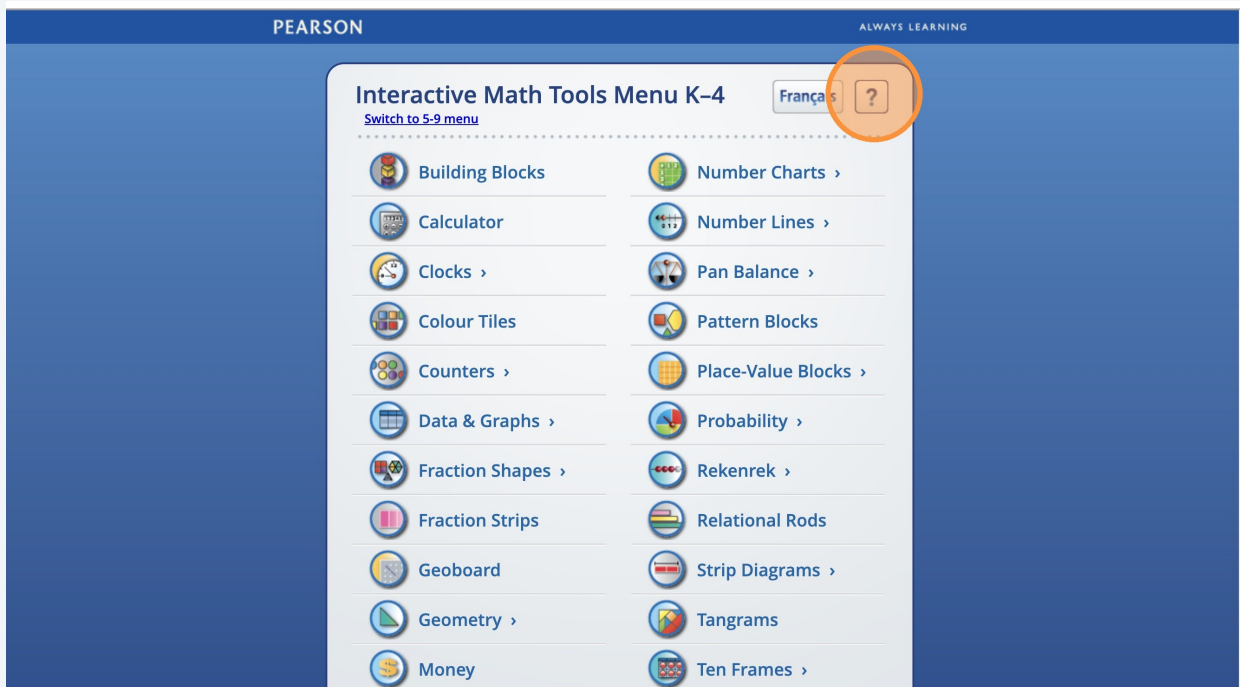 PEARSON
ALWAYS LEARNING
Interactive Math Tools Menu K–4
Français
?
Switch to 5-9 menu
Building Blocks
Calculator
Clocks ›
Colour Tiles
Counters ›
Data & Graphs ›
Fraction Shapes ›
Fraction Strips
Geoboard
Geometry ›
Money
Number Charts ›
Number Lines ›
Pan Balance ›
Pattern Blocks
Place-Value Blocks ›
Probability ›
Rekenrek ›
Relational Rods
Strip Diagrams ›
Tangrams
Ten Frames ›